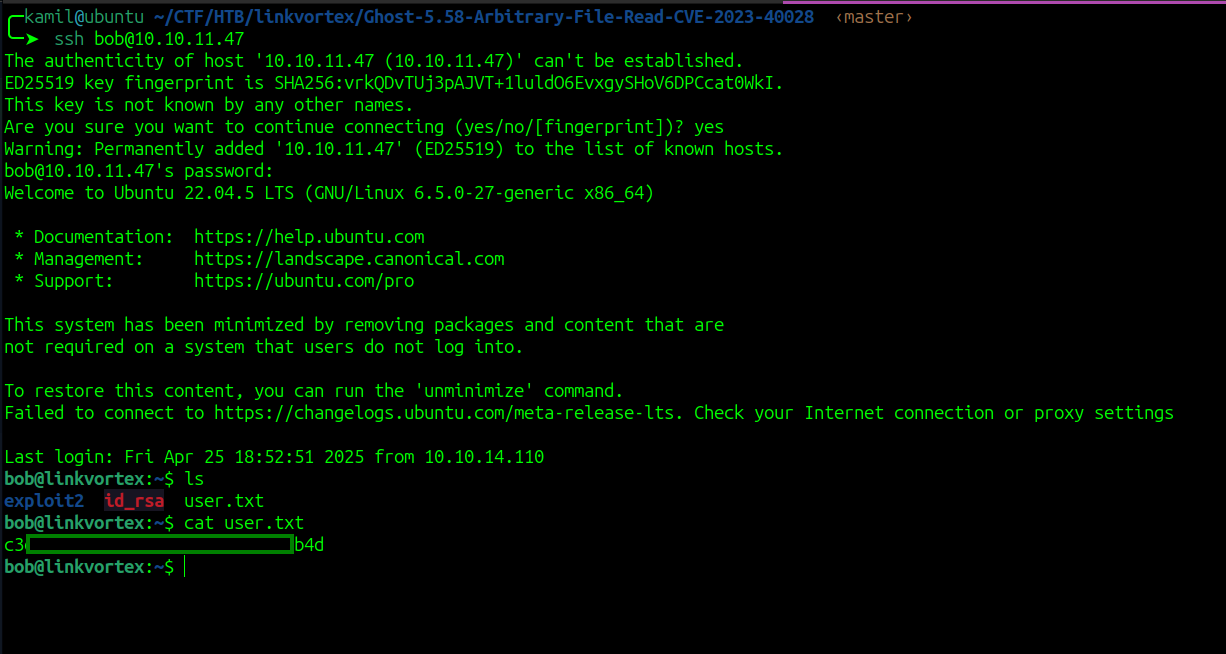 kamil@ubuntu ~/CTF/HTB/linkvortex/Ghost-5.58-Arbitrary-File-Read-CVE-2023-40028 ‹master›
ssh bob@10.10.11.47
The authenticity of host '10.10.11.47 (10.10.11.47)' can't be established.
ED25519 key fingerprint is SHA256:vrkQDvTUj3pAJVT+1luldO6EvxgySHoV6DPCcat0WkI.
This key is not known by any other names.
Are you sure you want to continue connecting (yes/no/[fingerprint])? yes
Warning: Permanently added '10.10.11.47' (ED25519) to the list of known hosts.
bob@10.10.11.47's password:
Welcome to Ubuntu 22.04.5 LTS (GNU/Linux 6.5.0-27-generic x86_64)
* Documentation: https://help.ubuntu.com
* Management: https://landscape.canonical.com
* Support: https://ubuntu.com/pro
This system has been minimized by removing packages and content that are
not required on a system that users do not log into.
To restore this content, you can run the 'unminimize' command.
Failed to connect to https://changelogs.ubuntu.com/meta-release-lts. Check your Internet connection or proxy settings
Last login: Fri Apr 25 18:52:51 2025 from 10.10.14.110
bob@linkvortex:~$ ls
exploit2 id_rsa user.txt
bob@linkvortex:~$ cat user.txt
c3 b4d
bob@linkvortex:~$